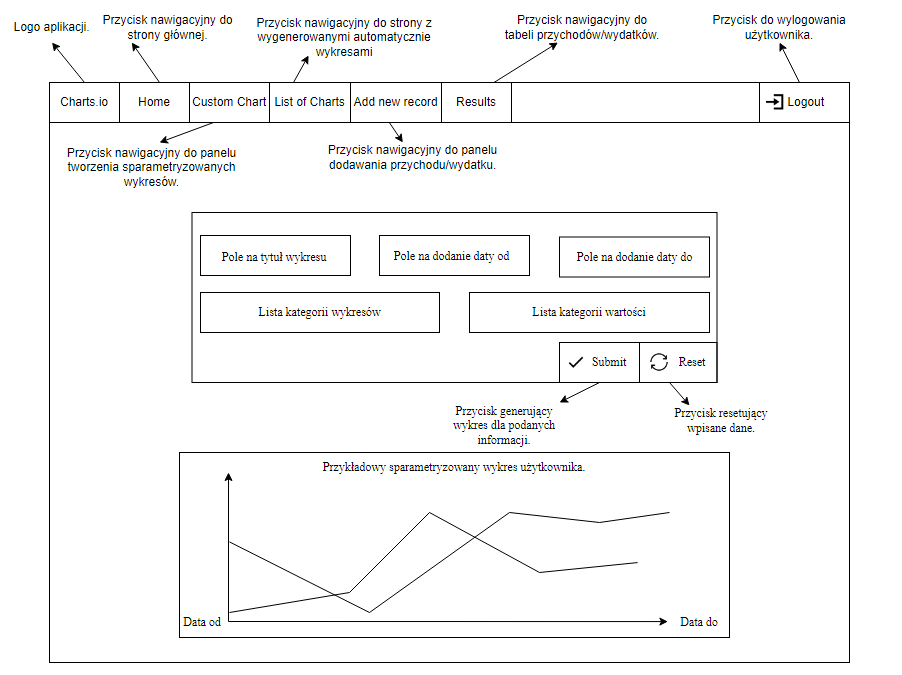 Logo aplikacji.
Przycisk nawigacyjny do
strony głównej.
Przycisk nawigacyjny do strony z
wygenerowanymi automatycznie
wykresami
Przycisk nawigacyjny do
tabeli przychodów/wydatków.
Przycisk do wylogowania
użytkownika.
Charts.io
Home
Custom Chart
List of Charts
Add new record
Results
Logout
Przycisk nawigacyjny do panelu
tworzenia sparametryzowanych
wykresów.
Przycisk nawigacyjny do panelu
dodawania przychodu/wydatku.
Pole na tytuł wykresu
Pole na dodanie daty od
Pole na dodanie daty do
Lista kategorii wykresów
Lista kategorii wartości
Submit
Reset
Przycisk generujący
wykres dla podanych
informacji.
Przycisk resetujący
wpisane dane.
Przykładowy sparametryzowany wykres użytkownika.
Data od
Data do